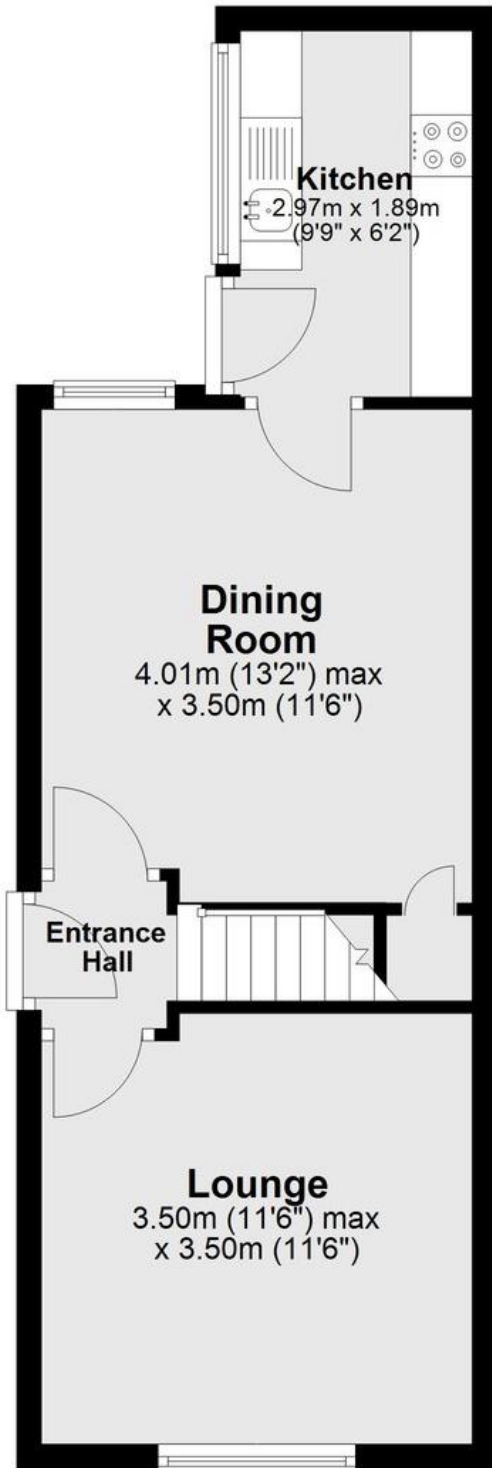 Kitchen
2.97m x 1.89m
(9'9" x 6'2")
Dining
Room
4.01m (13'2") max
x 3.50m (11'6")
Entrance
Hall
Lounge
3.50m (11'6") max
x 3.50m (11'6")